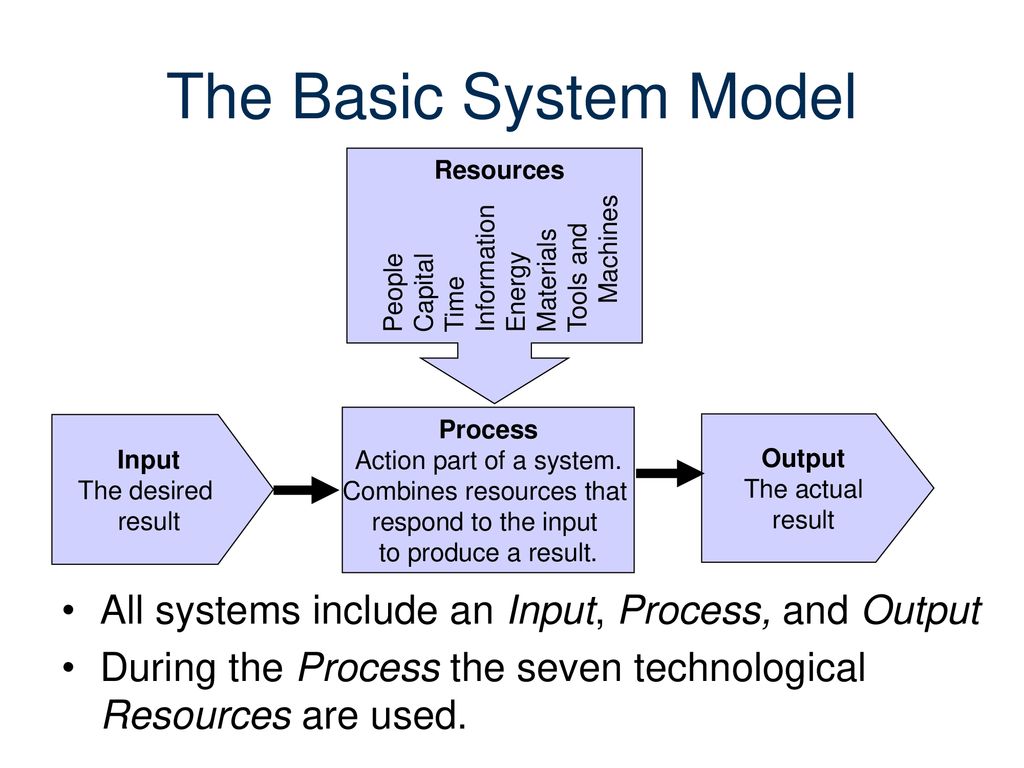 The Basic System Model
Resources
People
Capital
Time
Information
Energy
Materials
Tools and
Machines
Input
The desired
result
Process
Action part of a system.
Combines resources that
respond to the input
to produce a result.
Output
The actual
result
• All systems include an Input, Process, and Output
• During the Process the seven technological
Resources are used.